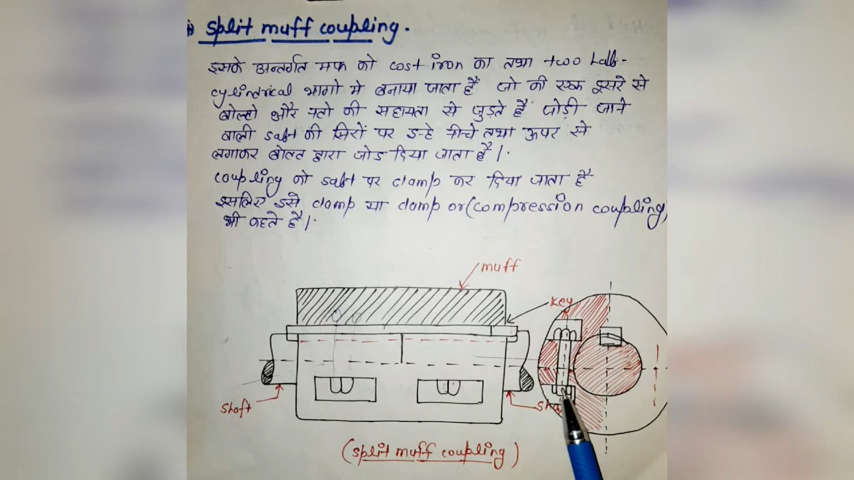 split muff coupling.
इसके अन्तर्गत मफ को cost iron का तथा two half-
cylindrical भागो मे बनाया जाता है जो की एक दूसरे से
बोल्टो और नटो की सहायता से जुड़ते है जोड़ी जाने
वाली saft की सिरों पर इन्हे नीचे तथा ऊपर से
लगाकर बोल्ट द्वारा जोड दिया जाता है।
coupling को saft पर clamp कर दिया जाता है
इसलिए इसे clamp या clamp or (compression coupling)
भी कहते है।
muff
key
shaft
(split muff coupling)